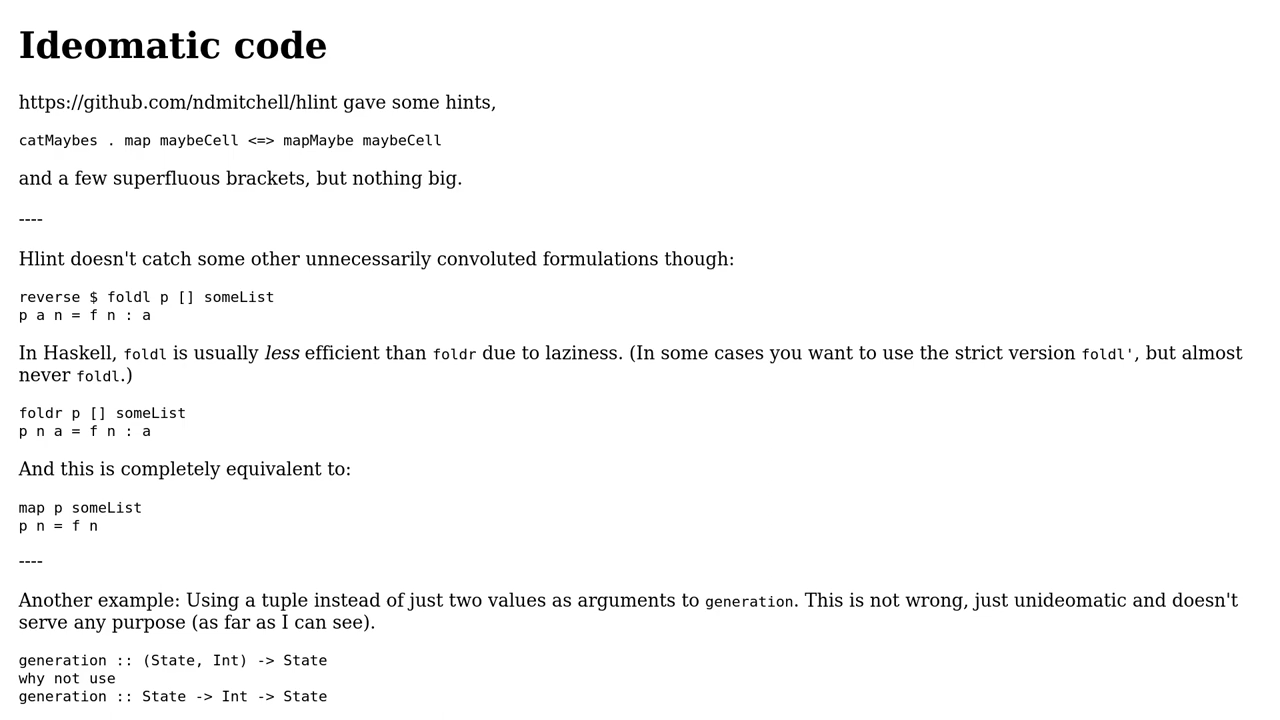 Ideomatic code
https://github.com/ndmitchell/hlint gave some hints,
catMaybes . map maybeCell <=> mapMaybe maybeCell
and a few superfluous brackets, but nothing big.
----
Hlint doesn't catch some other unnecessarily convoluted formulations though:
reverse $ foldl p [] someList
p a n = f n : a
In Haskell, foldl is usually less efficient than foldr due to laziness. (In some cases you want to use the strict version foldl', but almost
never foldl.)
foldr p [] someList
p n a = f n : a
And this is completely equivalent to:
map p someList
p n = f n
----
Another example: Using a tuple instead of just two values as arguments to generation. This is not wrong, just unideomatic and doesn't
serve any purpose (as far as I can see).
generation :: (State, Int) -> State
why not use
generation :: State -> Int -> State